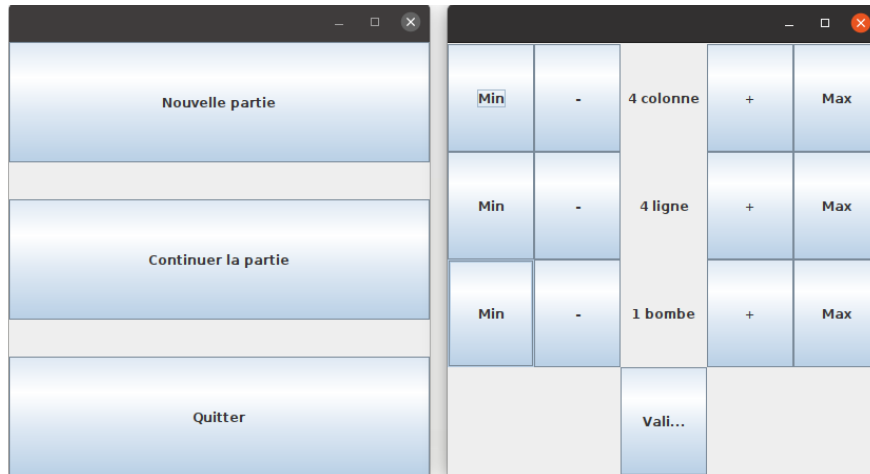 Nouvelle partie
Continuer la partie
Quitter
Min - 4 colonne + Max
Min - 4 ligne + Max
Min - 1 bombe + Max
Vali...